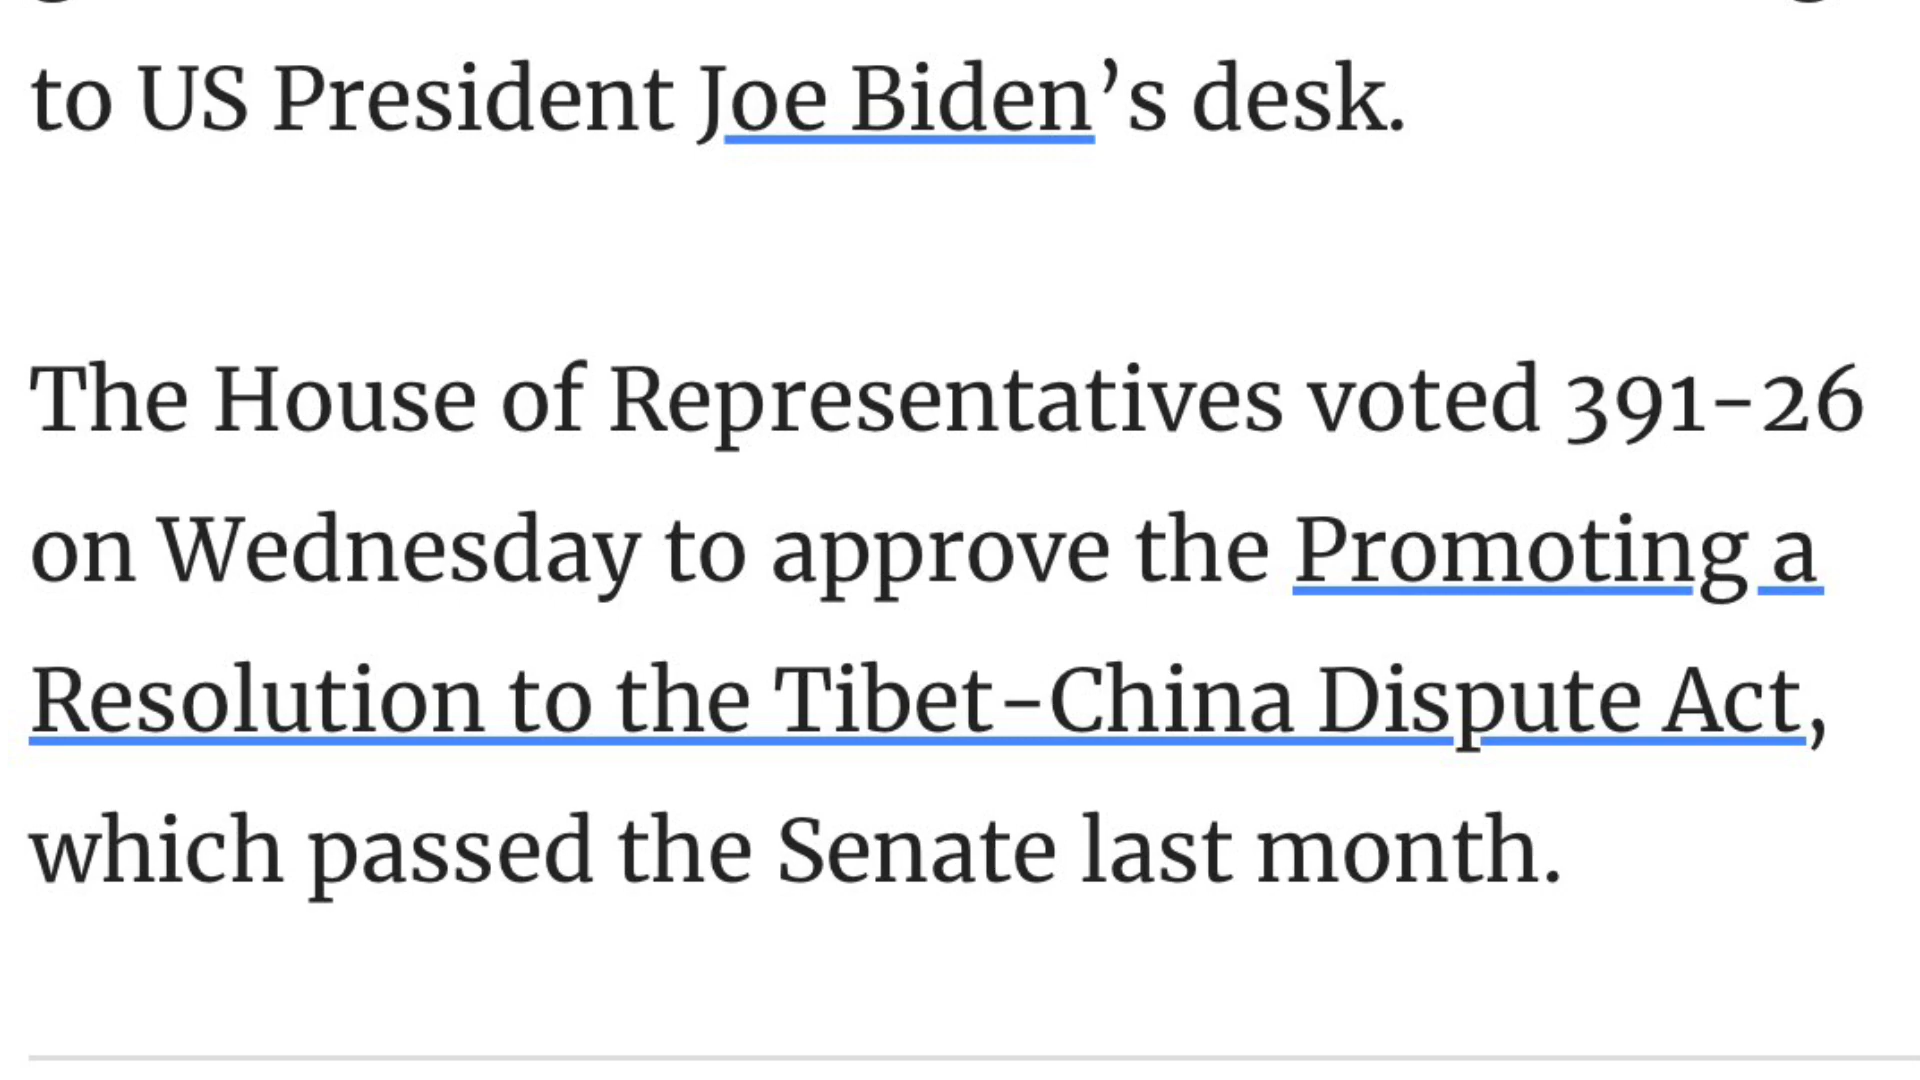 to US President Joe Biden’s desk.
The House of Representatives voted 391-26
on Wednesday to approve the Promoting a
Resolution to the Tibet-China Dispute Act,
which passed the Senate last month.